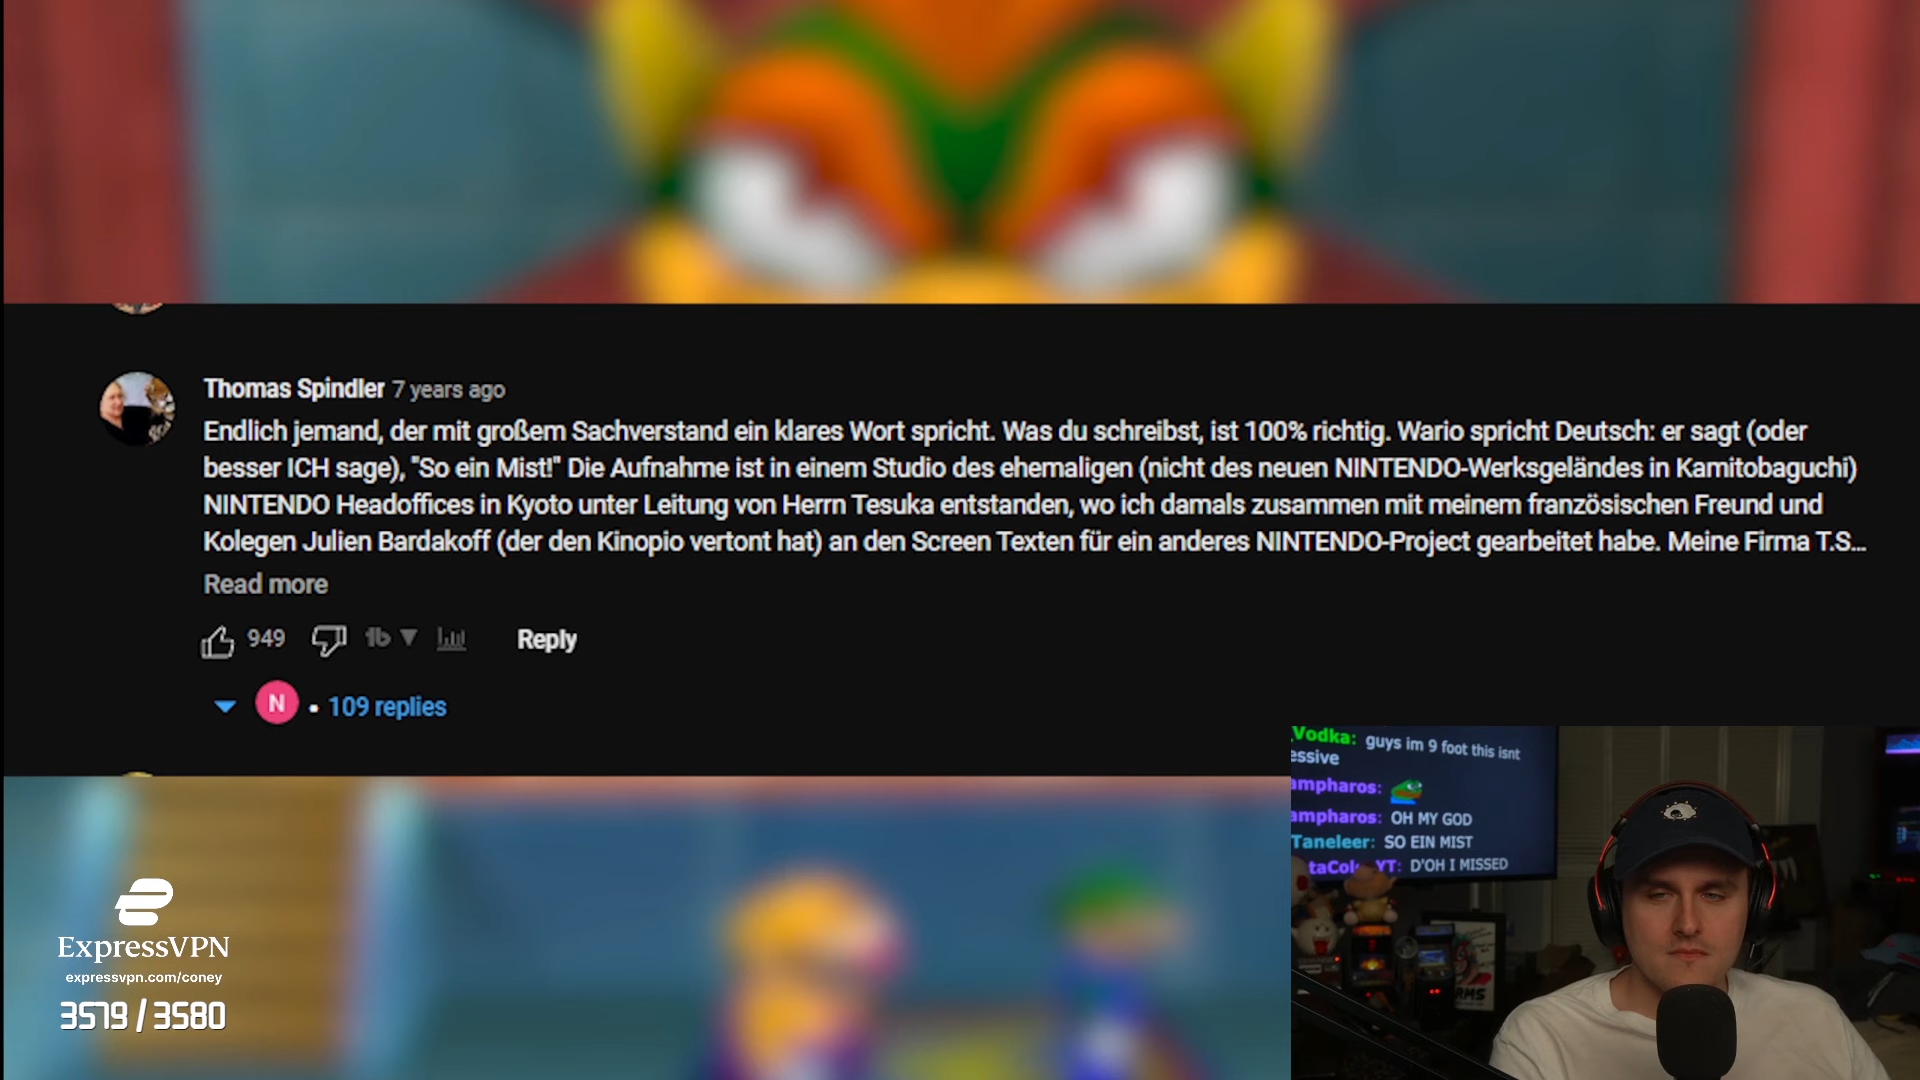 Thomas Spindler 7 years ago
Endlich jemand, der mit großem Sachverstand ein klares Wort spricht. Was du schreibst, ist 100% richtig. Wario spricht Deutsch: er sagt (oder
besser ICH sage), "So ein Mist!" Die Aufnahme ist in einem Studio des ehemaligen (nicht des neuen NINTENDO-Werksgeländes in Kamitobaguchi)
NINTENDO Headoffices in Kyoto unter Leitung von Herrn Tesuka entstanden, wo ich damals zusammen mit meinem französischen Freund und
Kolegen Julien Bardakoff (der den Kinopio vertont hat) an den Screen Texten für ein anderes NINTENDO-Project gearbeitet habe. Meine Firma T.S...
Read more
949
Reply
N • 109 replies
Vodka: guys im 9 foot this isnt
essive
ampharos:
ampharos: OH MY GOD
Taneleer: SO EIN MIST
YT: D'OH I MISSED
ExpressVPN
expressvpn.com/coney
3579 / 3580